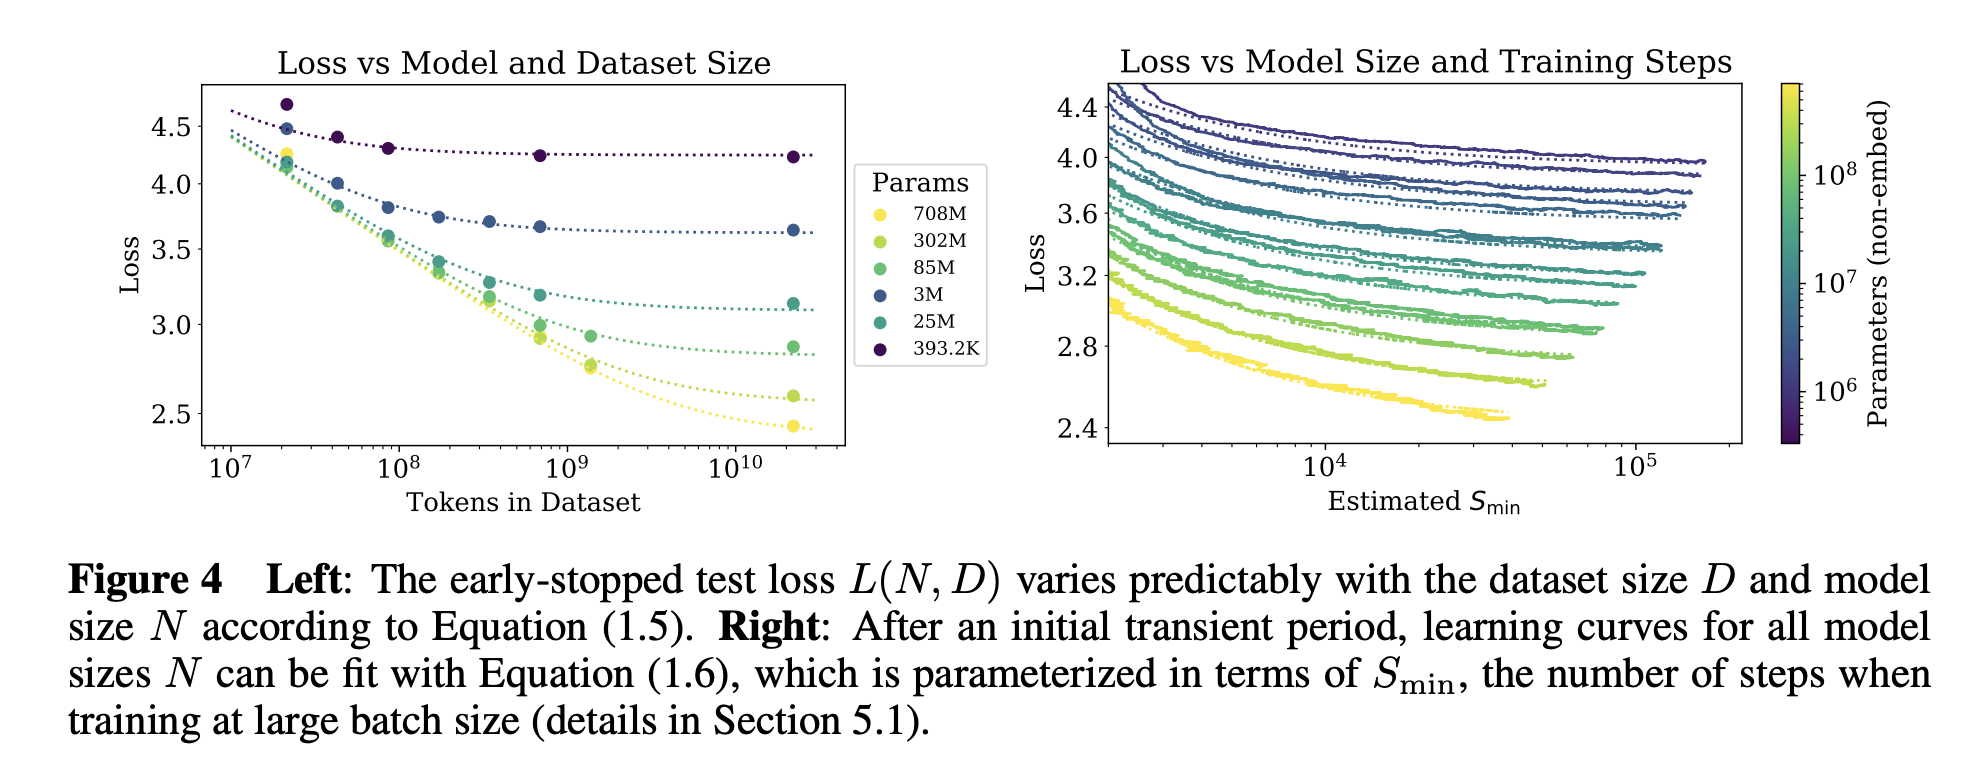 Loss vs Model and Dataset Size
Loss
4.5
4.0
3.5
3.0
2.5
10^7
10^8
10^9
10^10
Tokens in Dataset
Params
708M
302M
85M
3M
25M
393.2K
Loss vs Model Size and Training Steps
Loss
4.4
4.0
3.6
3.2
2.8
2.4
10^4
10^5
Estimated S_min
10^8
10^7
10^6
Parameters (non-embed)
Figure 4 Left: The early-stopped test loss L(N, D) varies predictably with the dataset size D and model
size N according to Equation (1.5). Right: After an initial transient period, learning curves for all model
sizes N can be fit with Equation (1.6), which is parameterized in terms of S_min, the number of steps when
training at large batch size (details in Section 5.1).